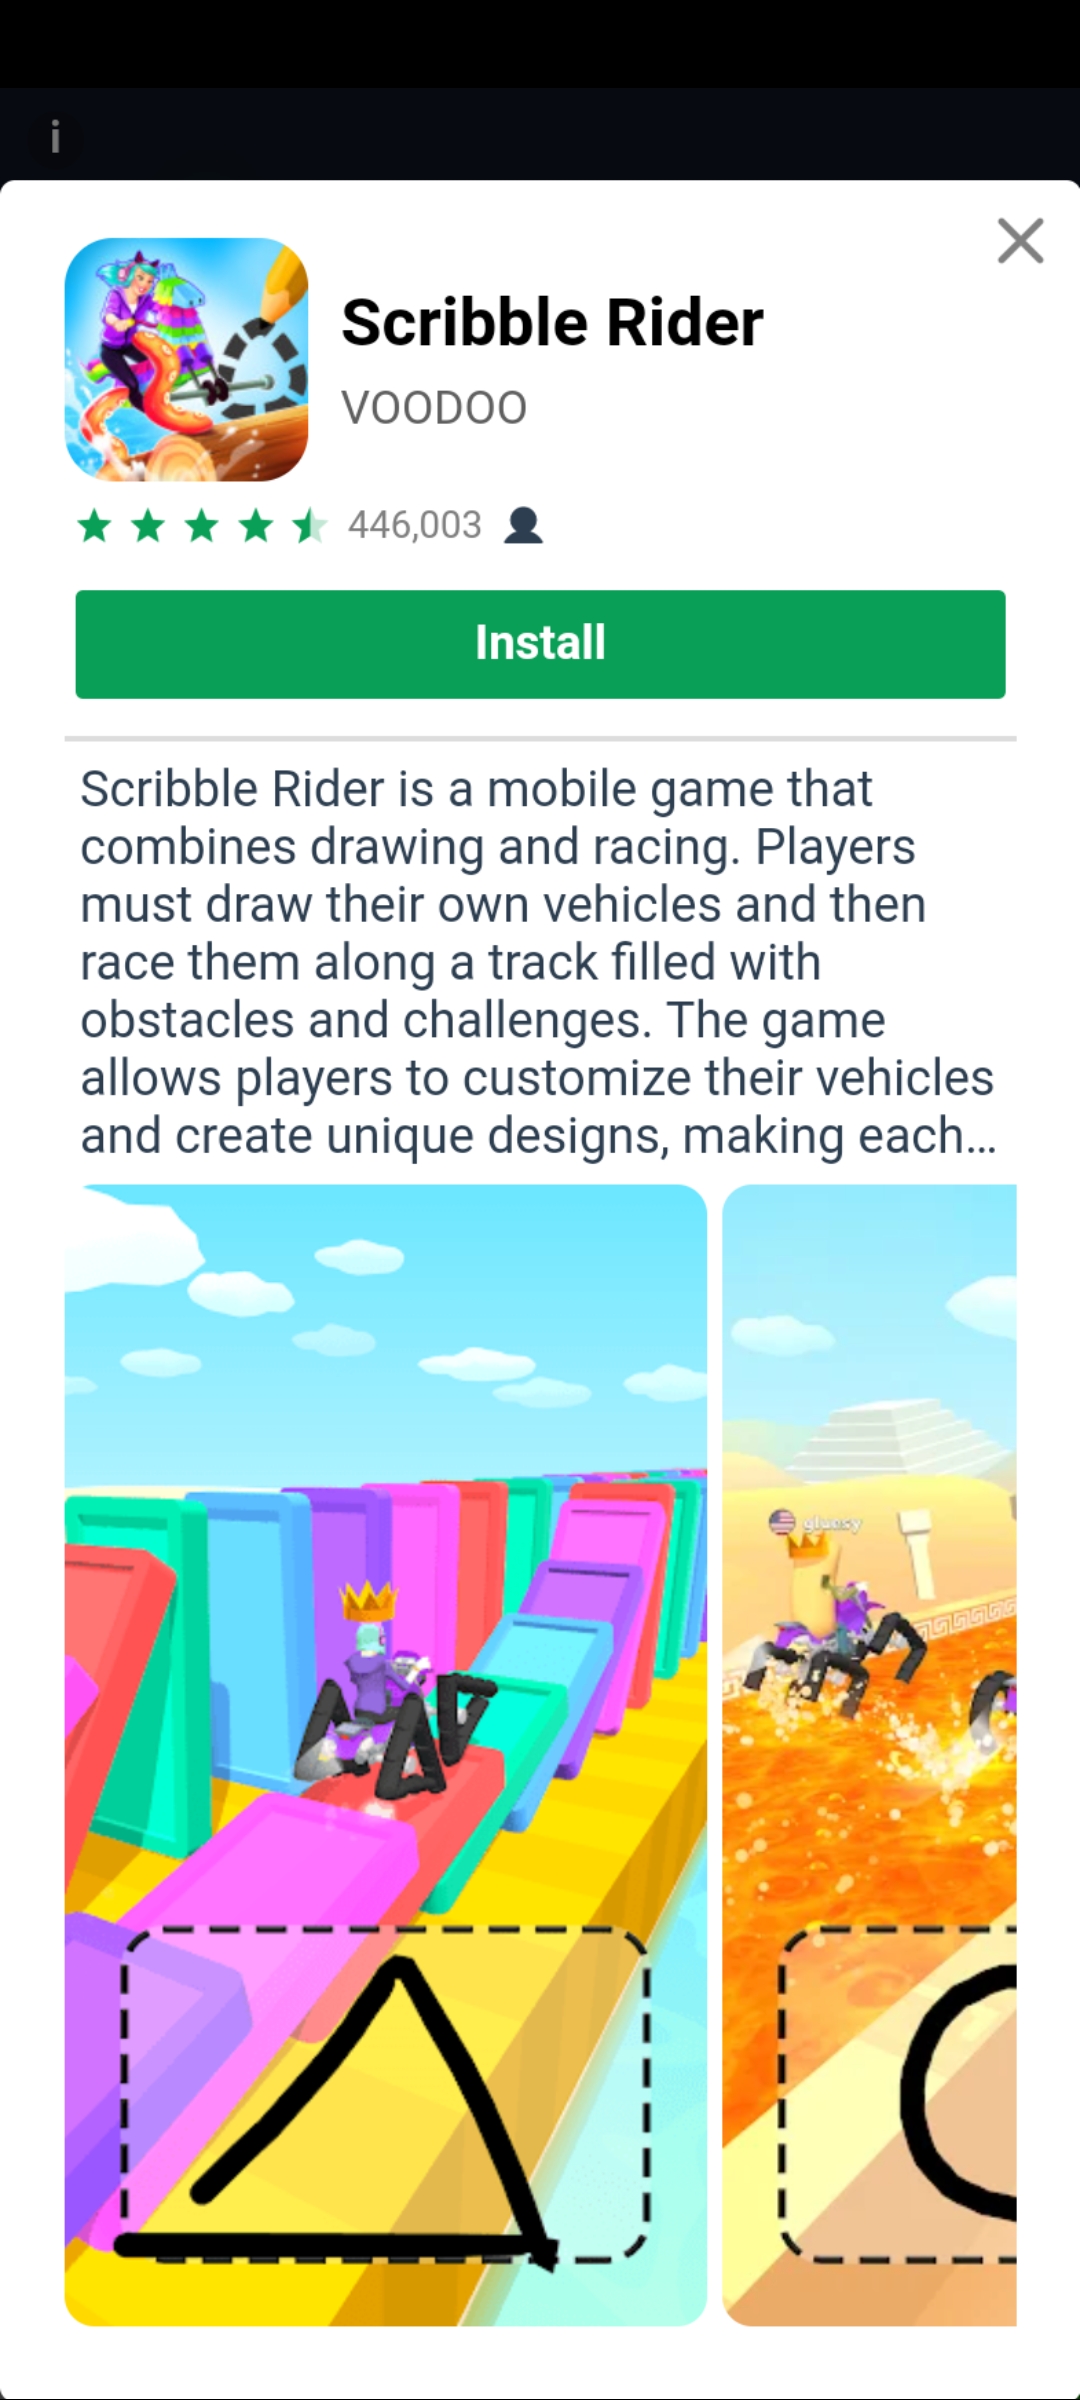 i
Scribble Rider
VOODOO
446,003
Install
Scribble Rider is a mobile game that
combines drawing and racing. Players
must draw their own vehicles and then
race them along a track filled with
obstacles and challenges. The game
allows players to customize their vehicles
and create unique designs, making each...